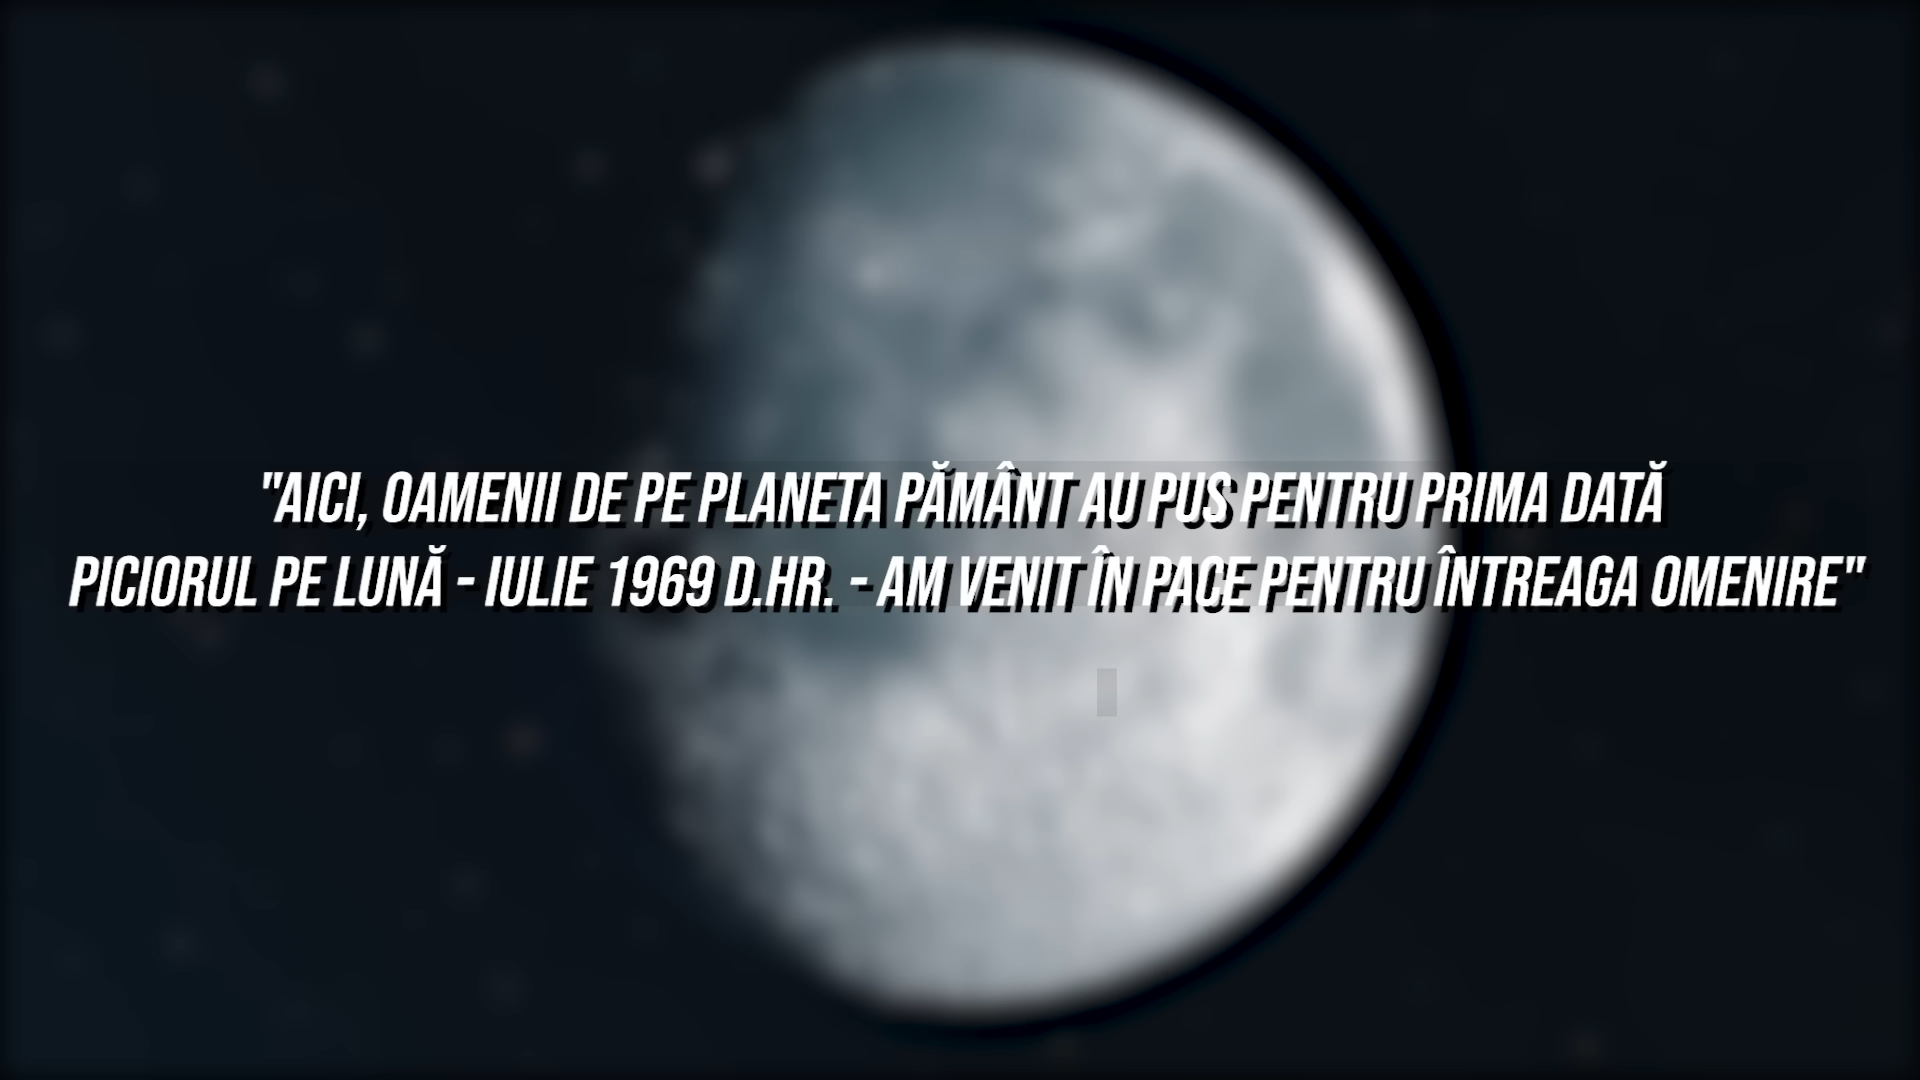 "AICI, OAMENII DE PE PLANETA PĂMÂNT AU PUS PENTRU PRIMA DATĂ
PICIORUL PE LUNĂ - IULIE 1969 D.HR. - AM VENIT ÎN PACE PENTRU ÎNTREAGA OMENIRE"